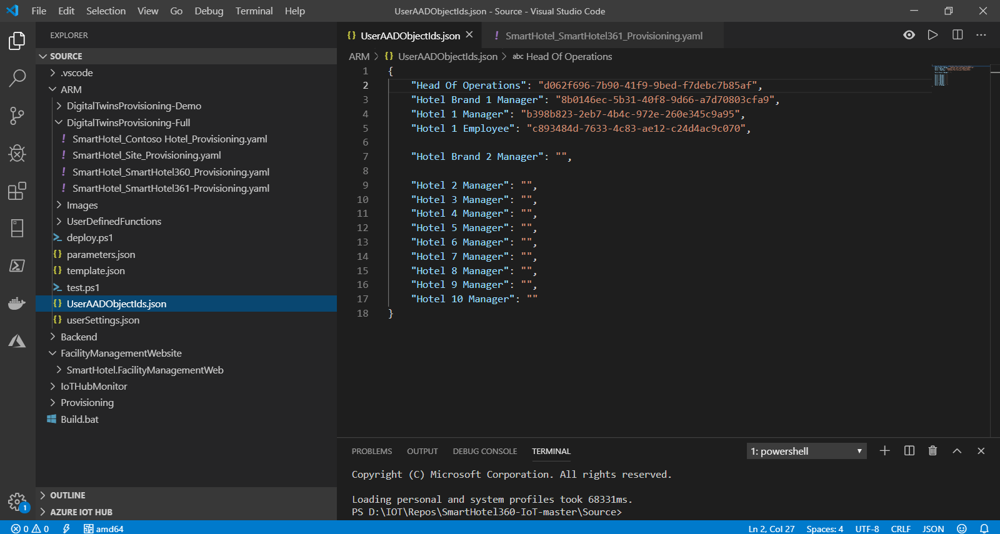 File Edit Selection View Go Debug Terminal Help
UserAADObjectIds.json - Source - Visual Studio Code
EXPLORER
SOURCE
.vscode
ARM
DigitalTwinsProvisioning-Demo
DigitalTwinsProvisioning-Full
! SmartHotel_Contoso Hotel_Provisioning.yaml
! SmartHotel_Site_Provisioning.yaml
! SmartHotel_SmartHotel360_Provisioning.yaml
! SmartHotel_SmartHotel361-Provisioning.yaml
Images
UserDefinedFunctions
deploy.ps1
{} parameters.json
{} template.json
test.ps1
{} UserAADObjectIds.json
{} userSettings.json
Backend
FacilityManagementWebsite
SmartHotel.FacilityManagementWeb
IoTHubMonitor
Provisioning
Build.bat
OUTLINE
AZURE IOT HUB
1
{} UserAADObjectIds.json
! SmartHotel_SmartHotel361_Provisioning.yaml
ARM > {} UserAADObjectIds.json > abc Head Of Operations
1 {
2 "Head Of Operations": "d062f696-7b90-41f9-9bed-f7debc7b85af",
3 "Hotel Brand 1 Manager": "8b0146ec-5b31-40f8-9d66-a7d70803cfa9",
4 "Hotel 1 Manager": "b398b823-2eb7-4b4c-972e-260e345c9a95",
5 "Hotel 1 Employee": "c893484d-7633-4c83-ae12-c24d4ac9c070",
6
7 "Hotel Brand 2 Manager": "",
8
9 "Hotel 2 Manager": "",
10 "Hotel 3 Manager": "",
11 "Hotel 4 Manager": "",
12 "Hotel 5 Manager": "",
13 "Hotel 6 Manager": "",
14 "Hotel 7 Manager": "",
15 "Hotel 8 Manager": "",
16 "Hotel 9 Manager": "",
17 "Hotel 10 Manager": ""
18 }
PROBLEMS OUTPUT DEBUG CONSOLE TERMINAL
1: powershell
Copyright (C) Microsoft Corporation. All rights reserved.
Loading personal and system profiles took 68331ms.
PS D:\IOT\Repos\SmartHotel360-IoT-master\Source>
0 0 amd64
Ln 2, Col 27 Spaces: 4 UTF-8 CRLF JSON